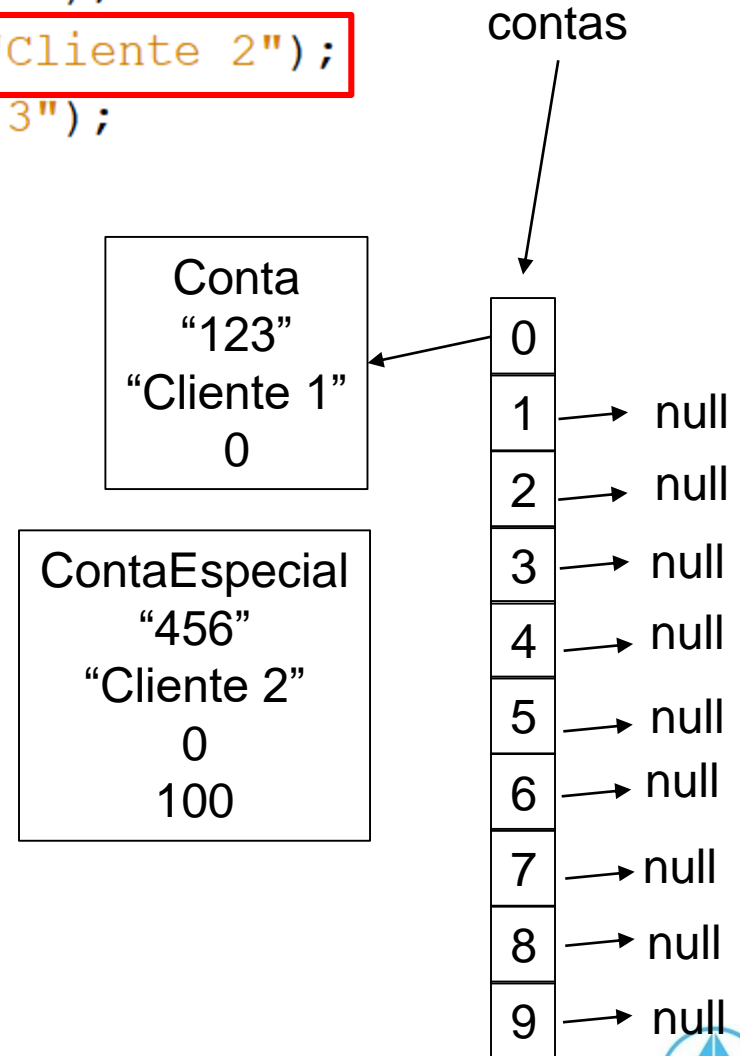 );
Cliente 2");
3");
contas
Conta
“123”
“Cliente 1”
0
ContaEspecial
“456”
“Cliente 2”
0
100
0
1 null
2 null
3 null
4 null
5 null
6 null
7 null
8 null
9 null